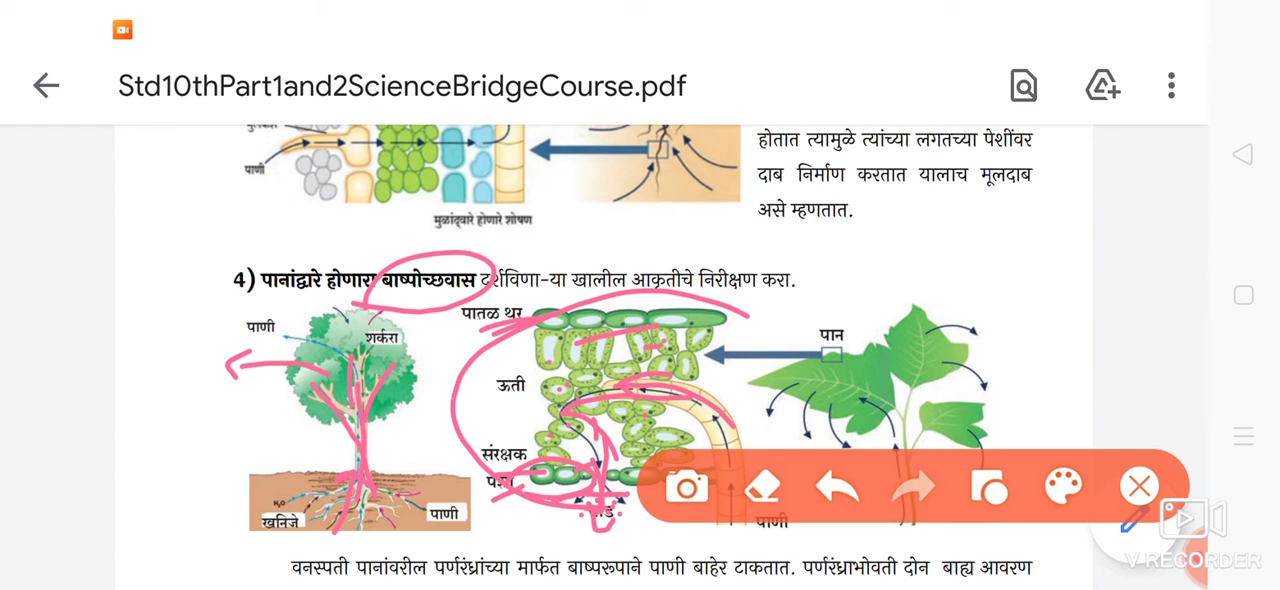 Std10thPart1and2ScienceBridgeCourse.pdf
पाणी
होतात त्यामुळे त्यांच्या लगतच्या पेशींवर
दाब निर्माण करतात यालाच मूलदाब
असे म्हणतात.
मुळांद्वारे होणारे शोषण
4) पानांद्वारे होणारा बाष्पोच्छवास दर्शविणा-या खालील आकृतीचे निरीक्षण करा.
पाणी
शर्करा
पातळ थर
पान
ऊती
संरक्षक
H₂O
खनिजे
पाणी
पाणी
वनस्पती पानांवरील पर्णरंध्रांच्या मार्फत बाष्परूपाने पाणी बाहेर टाकतात. पर्णरंध्राभोवती दोन बाह्य आवरण
V RECORDER